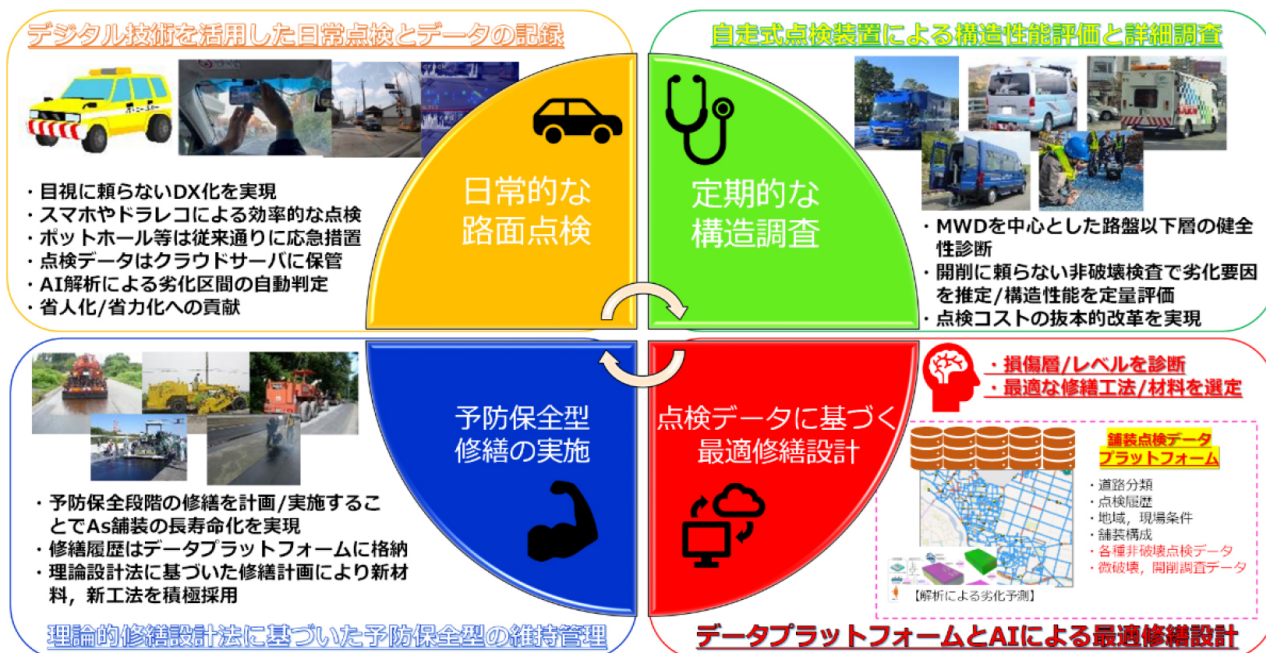 デジタル技術を活用した日常点検とデータの記録
・目視に頼らないDX化を実現
・スマホやドラレコによる効率的な点検
・ポットホール等は従来通りに応急措置
・点検データはクラウドサーバに保管
・AI解析による劣化区間の自動判定
・省人化/省力化への貢献
日常的な
路面点検
自走式点検装置による構造性能評価と詳細調査
定期的な
構造調査
・MWDを中心とした路盤以下層の健全
性診断
・開削に頼らない非破壊検査で劣化要因
を推定/構造性能を定量評価
・点検コストの抜本的改革を実現
予防保全型
修繕の実施
・予防保全段階の修繕を計画/実施するこ
とでAs舗装の長寿命化を実現
・修繕履歴はデータプラットフォームに格納
・理論設計法に基づいた修繕計画により新材
料，新工法を積極採用
理論的修繕設計法に基づいた予防保全型の維持管理
点検データに基づく
最適修繕設計
・損傷層/レベルを診断
・最適な修繕工法/材料を選定
舗装点検データ
プラットフォーム
・道路分類
・点検履歴
・地域，現場条件
・舗装構成
・各種非破壊点検データ
・微破壊，開削調査データ
【解析による劣化予測】
データプラットフォームとAIによる最適修繕設計